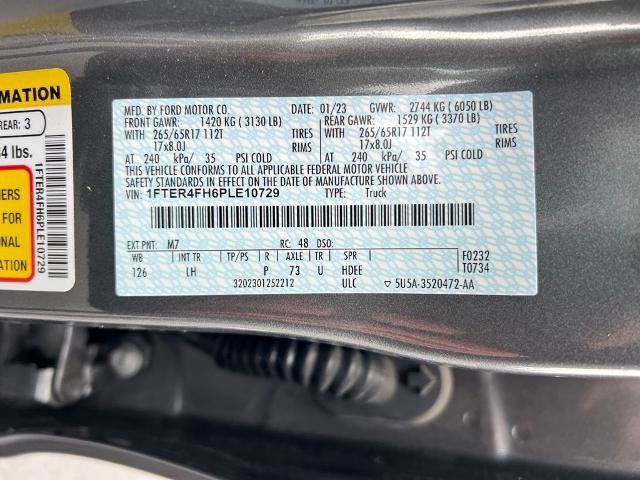 MATION
REAR: 3
4 lbs.
ERS
FOR
ONAL
ATION
1FTER4FH6PLE10729
MFD. BY FORD MOTOR CO. DATE: 01/23 GVWR: 2744 KG ( 6050 LB)
FRONT GAWR: 1420 KG ( 3130 LB) REAR GAWR: 1529 KG ( 3370 LB)
WITH 265/65R17 112T TIRES WITH 265/65R17 112T TIRES
17x8.0J RIMS 17x8.0J RIMS
AT 240 kPa/ 35 PSI COLD AT 240 kPa/ 35 PSI COLD
THIS VEHICLE CONFORMS TO ALL APPLICABLE FEDERAL MOTOR VEHICLE
SAFETY STANDARDS IN EFFECT ON THE DATE OF MANUFACTURE SHOWN ABOVE.
VIN: 1FTER4FH6PLE10729 TYPE: Truck
EXT PNT: M7 RC: 48 DSO:
WB INT TR TP/PS R AXLE TR SPR F0232
126 LH P 73 U HDEE T0734
3202301252212 ULC ▽ 5U5A-3520472-AA